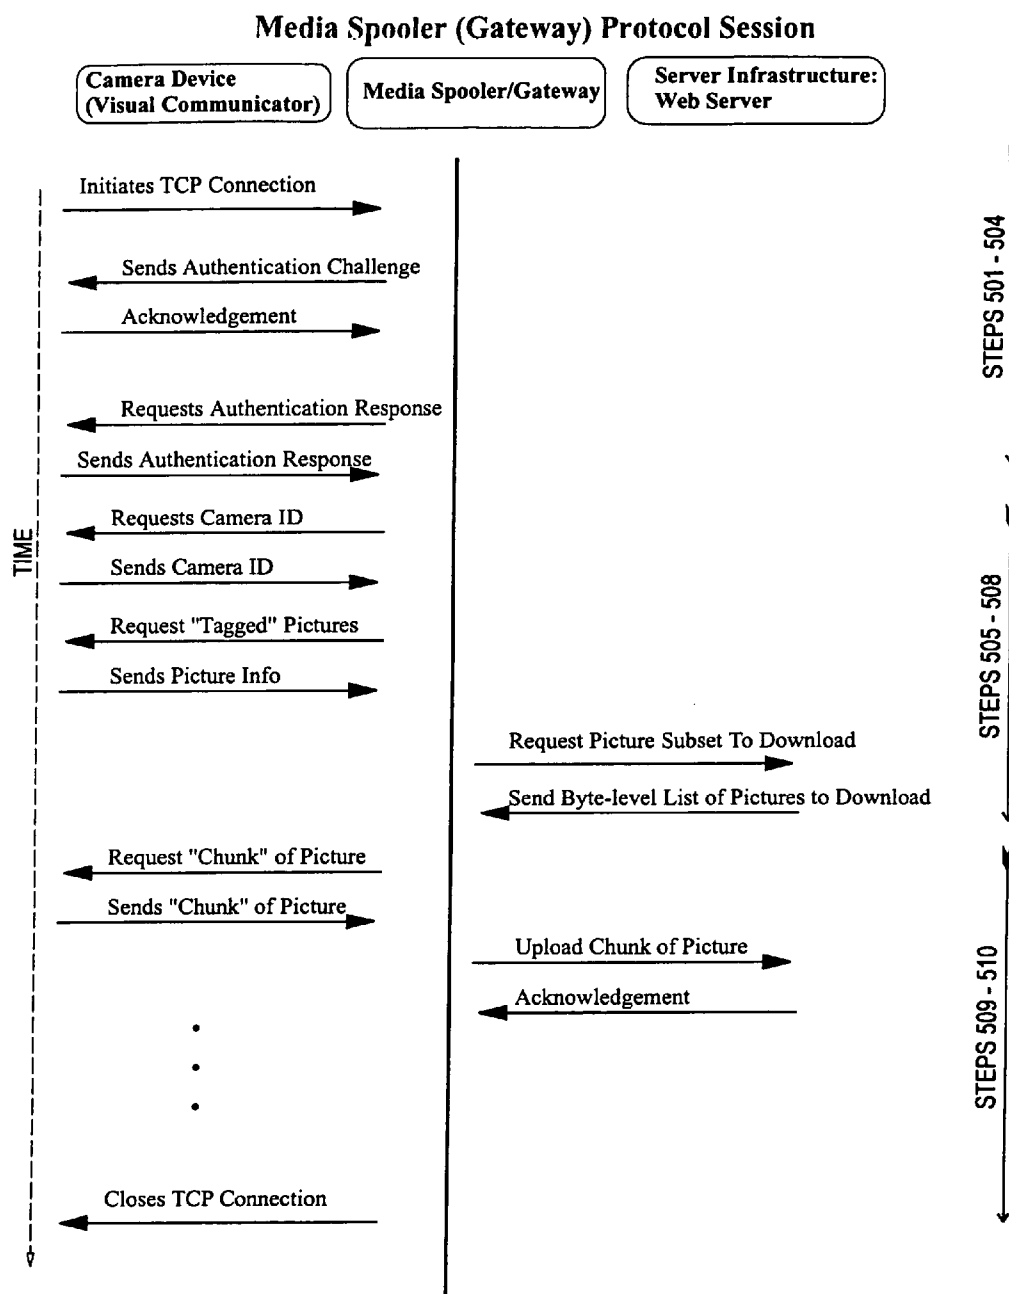 Media Spooler (Gateway) Protocol Session
Camera Device
(Visual Communicator)
Media Spooler/Gateway
Server Infrastructure:
Web Server
Initiates TCP Connection
Sends Authentication Challenge
Acknowledgement
Requests Authentication Response
Sends Authentication Response
Requests Camera ID
Sends Camera ID
Request "Tagged" Pictures
Sends Picture Info
Request Picture Subset To Download
Send Byte-level List of Pictures to Download
Request "Chunk" of Picture
Sends "Chunk" of Picture
Upload Chunk of Picture
Acknowledgement
Closes TCP Connection
TIME
STEPS 501 - 504
STEPS 505 - 508
STEPS 509 - 510